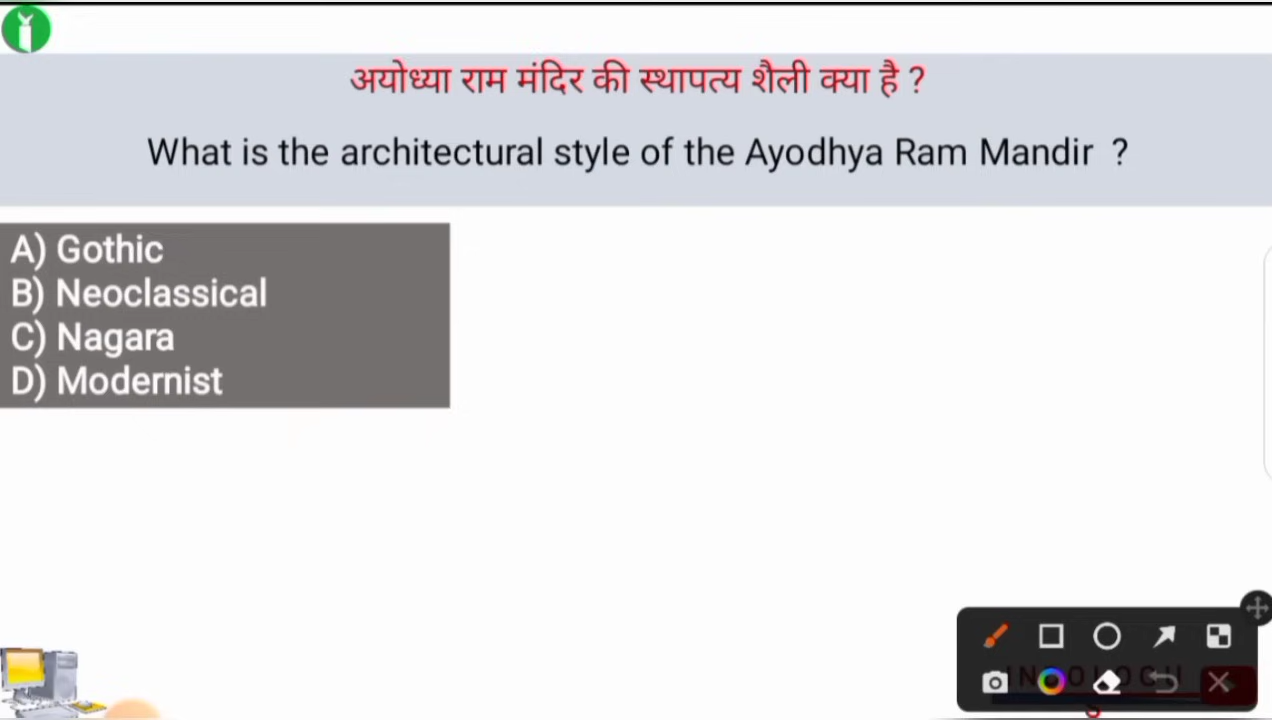 अयोध्या राम मंदिर की स्थापत्य शैली क्या है ?
What is the architectural style of the Ayodhya Ram Mandir ?
A) Gothic
B) Neoclassical
C) Nagara
D) Modernist